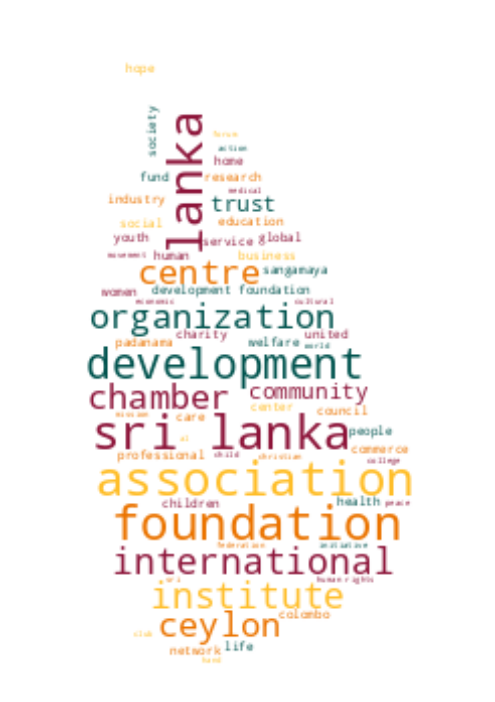 hope
society
lanka
forum
action
home
fund
research
medical
industry
trust
social
education
youth
service
global
movement
human
business
centre
sangamaya
women
development foundation
economic
cultural
organization
charity
united
padanama
welfare
world
development
chamber
community
center
mission
care
council
sri lanka
people
professional
child
christian
commerce
college
association
children
health
peace
foundation
federation
initiative
international
sri
human rights
institute
colombo
ceylon
club
network
life
hand